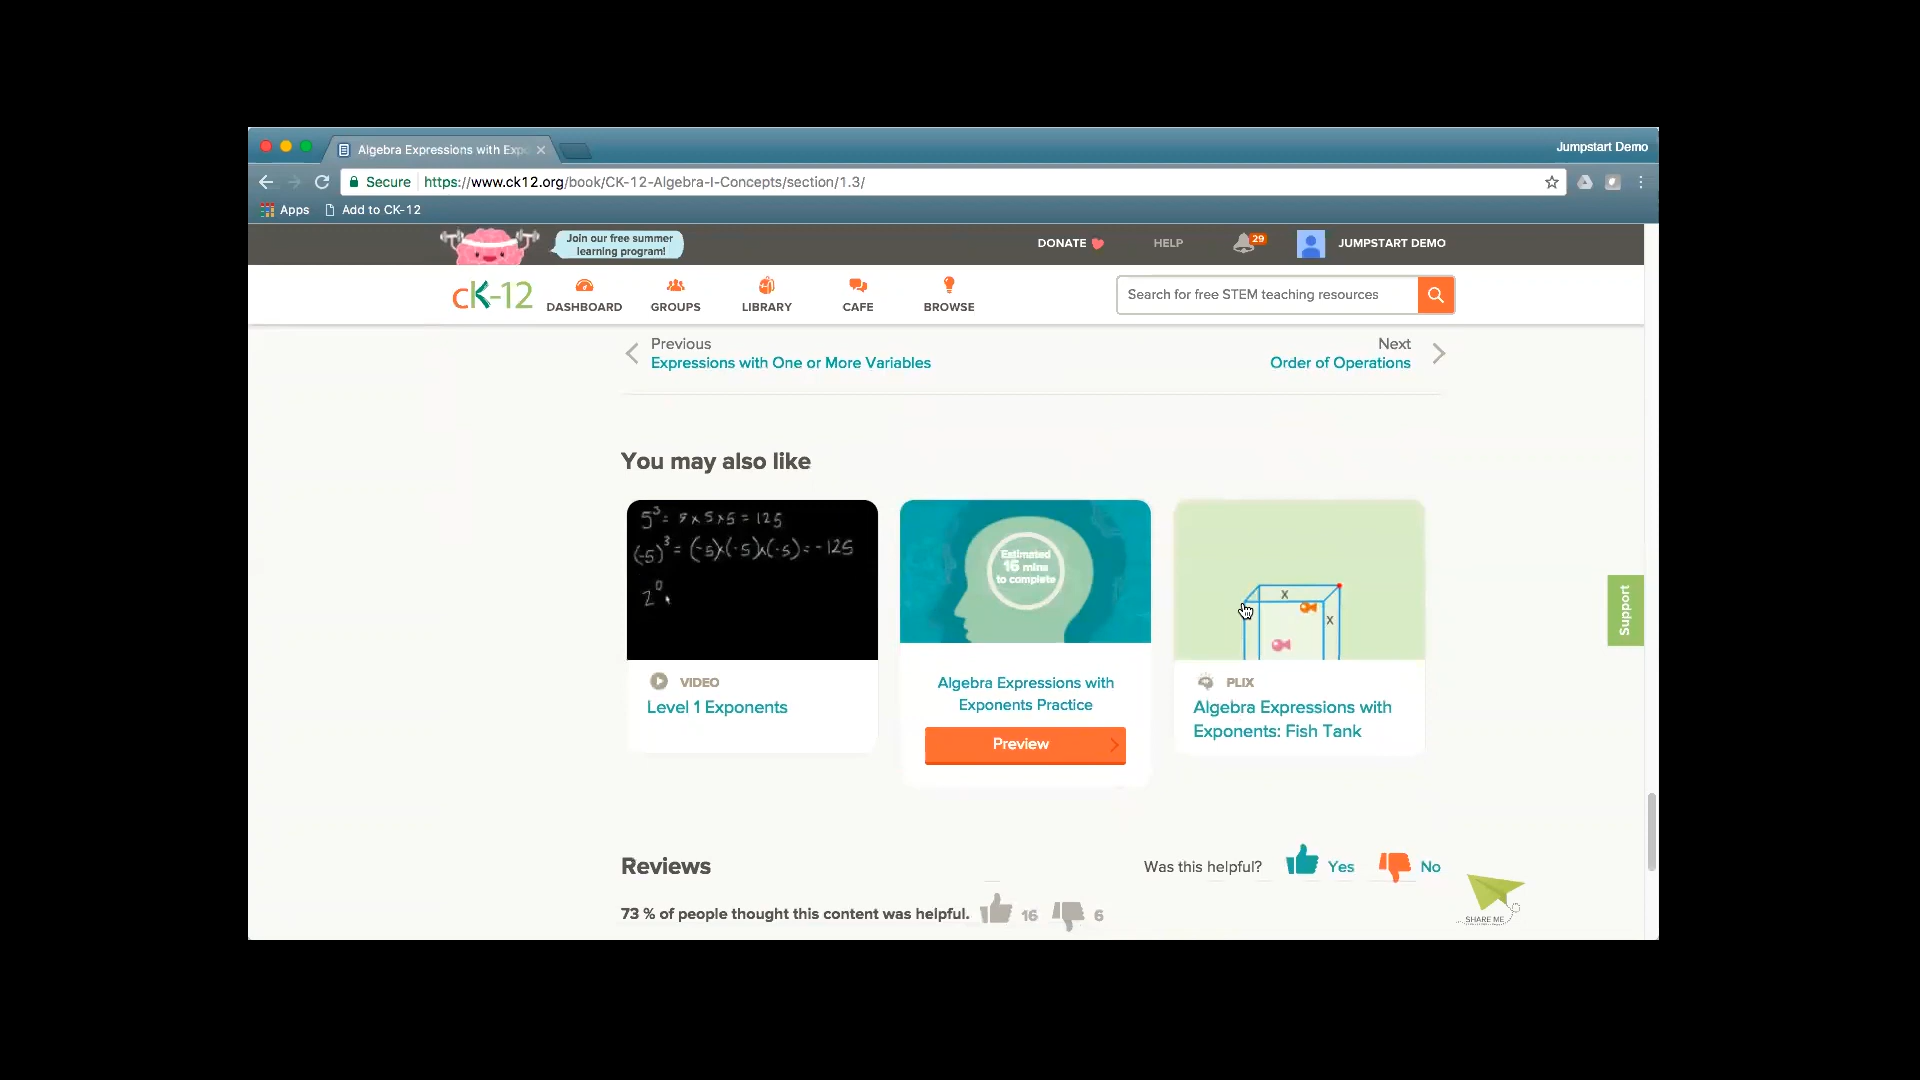 Algebra Expressions with Exp
Jumpstart Demo
Secure https://www.ck12.org/book/CK-12-Algebra-I-Concepts/section/1.3/
Apps Add to CK-12
Join our free summer
learning program!
DONATE HELP 29 JUMPSTART DEMO
cK-12
DASHBOARD GROUPS LIBRARY CAFE BROWSE
Search for free STEM teaching resources
Previous
Expressions with One or More Variables
Next
Order of Operations
You may also like
5³ = 5 x 5 x 5 = 125
(-5)³ = (-5)x(-5)x(-5) = -125
2⁰
VIDEO
Level 1 Exponents
Estimated
16 mins
to complete
Algebra Expressions with
Exponents Practice
Preview
X
X
PLIX
Algebra Expressions with
Exponents: Fish Tank
Support
Reviews
Was this helpful? Yes No
73 % of people thought this content was helpful. 16 6
SHARE ME